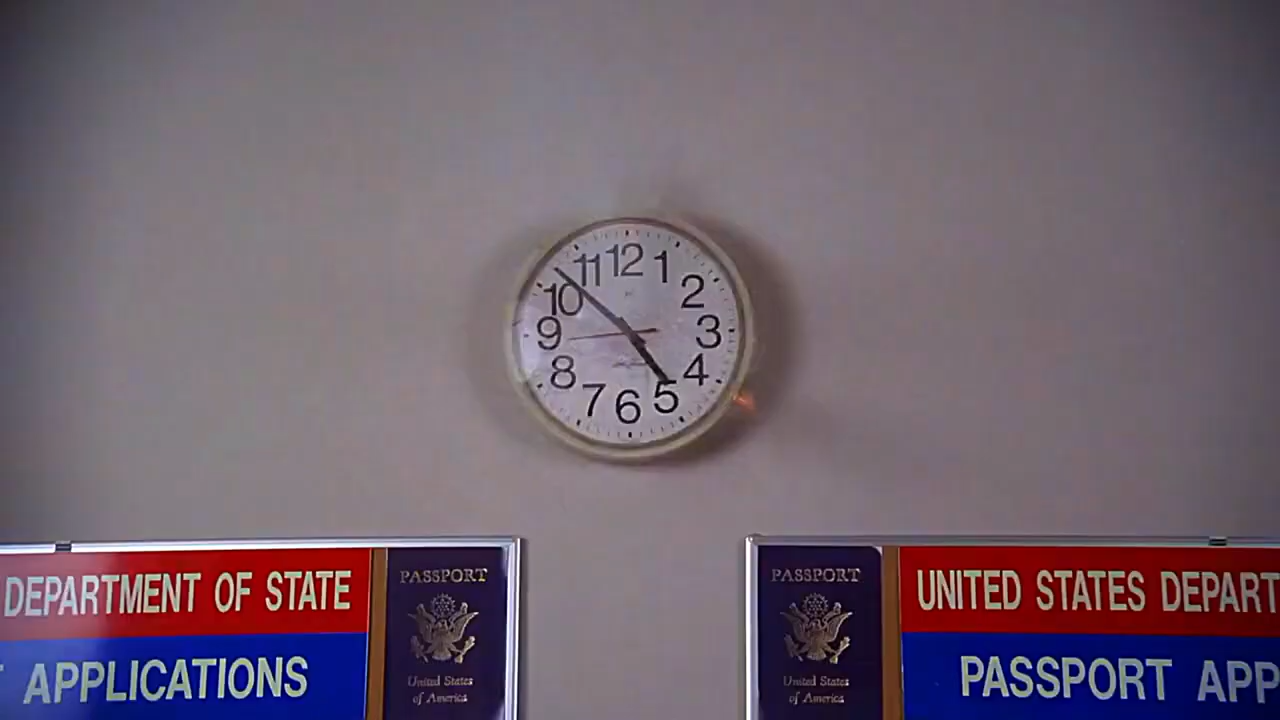 12
11
1
10
2
9
3
8
4
7
5
6
DEPARTMENT OF STATE
APPLICATIONS
PASSPORT
United States
of America
PASSPORT
United States
of America
UNITED STATES DEPART
PASSPORT APP